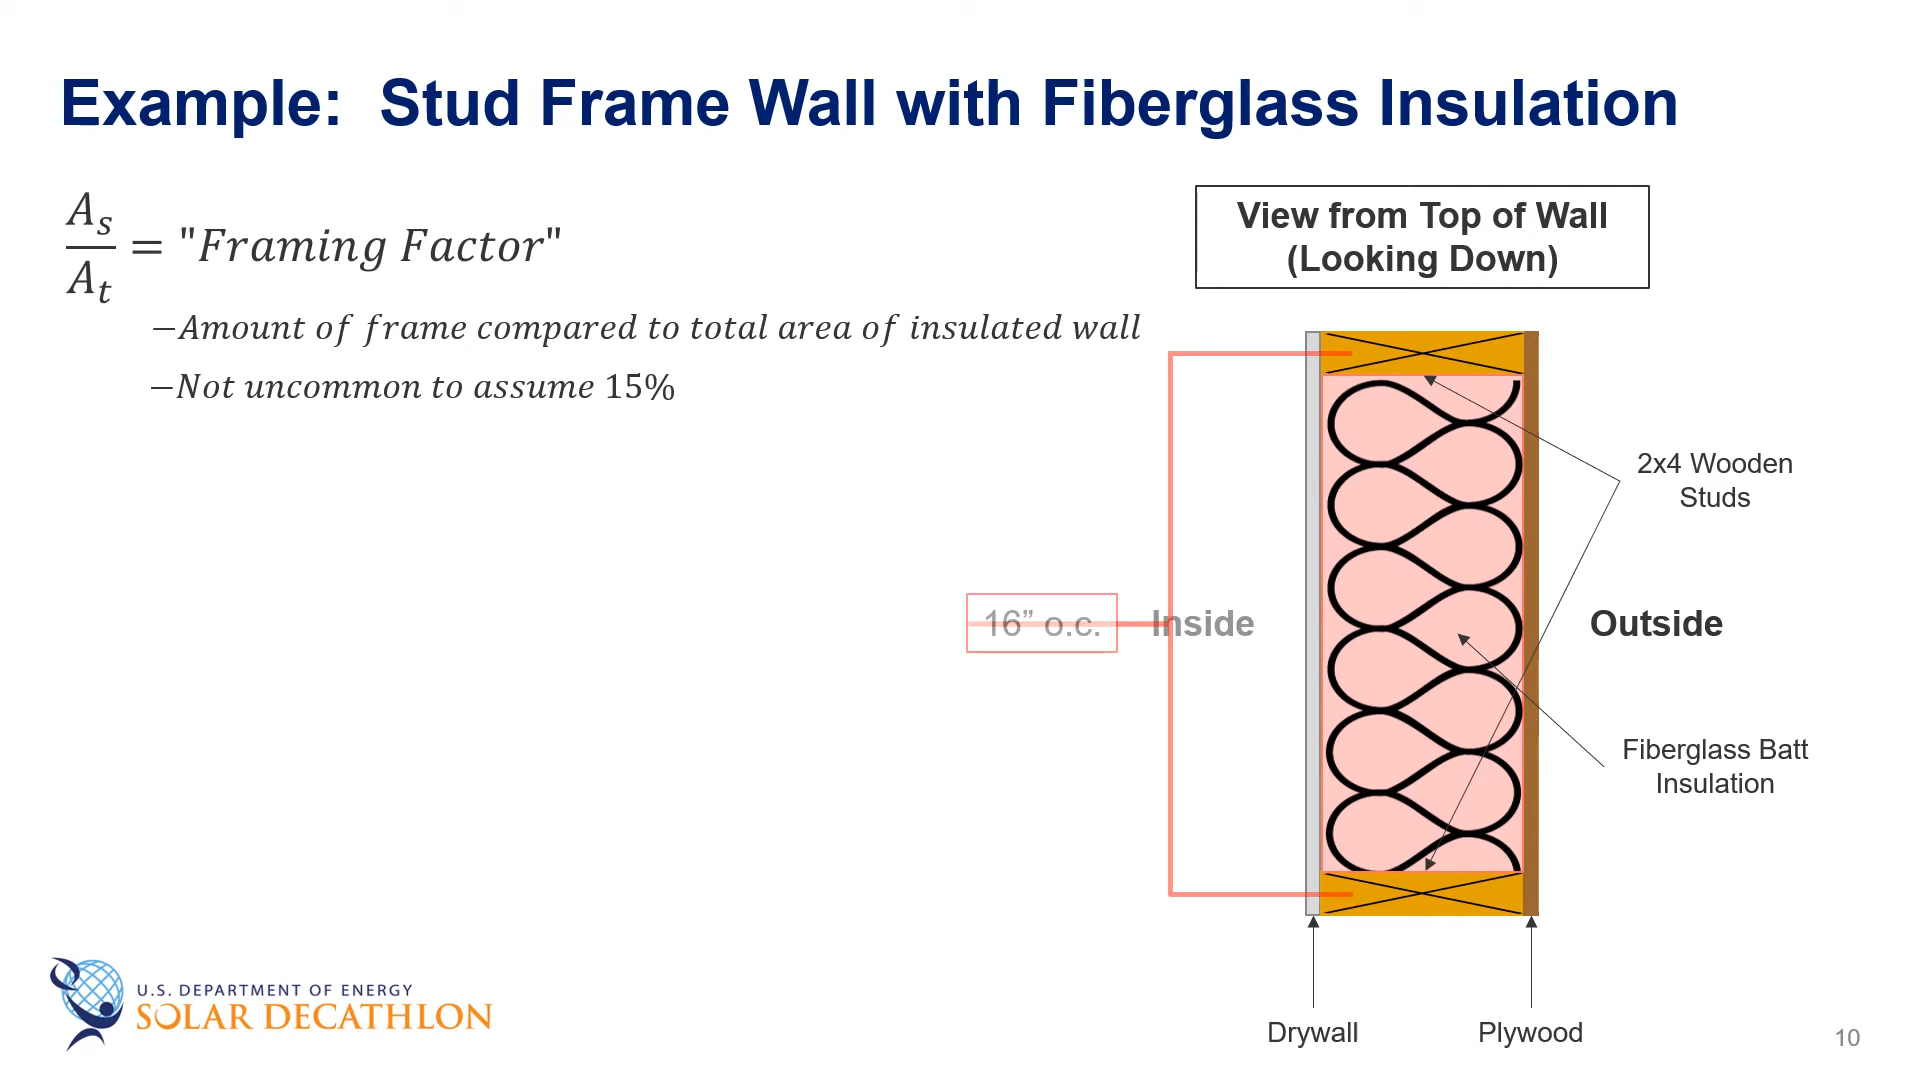 Example:  Stud Frame Wall with Fiberglass Insulation
A_s/A_t = "Framing Factor"
−Amount of frame compared to total area of insulated wall
−Not uncommon to assume 15%
View from Top of Wall
(Looking Down)
2x4 Wooden
Studs
16” o.c.
Inside
Outside
Fiberglass Batt
Insulation
Drywall
Plywood
U.S. DEPARTMENT OF ENERGY
SOLAR DECATHLON
10